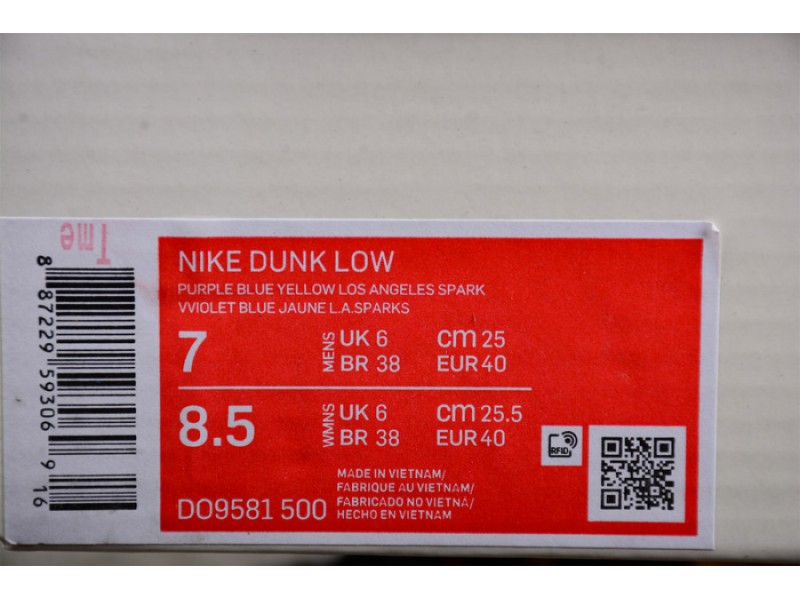 Tme
8 87229 59306 9 16
NIKE DUNK LOW
PURPLE BLUE YELLOW LOS ANGELES SPARK
VVIOLET BLUE JAUNE L.A.SPARKS
7 MENS UK 6 cm 25
BR 38 EUR 40
8.5 WMNS UK 6 cm 25.5
BR 38 EUR 40
RFID
MADE IN VIETNAM/
FABRIQUE AU VIETNAM/
FABRICADO NO VIETNA/
HECHO EN VIETNAM
DO9581 500